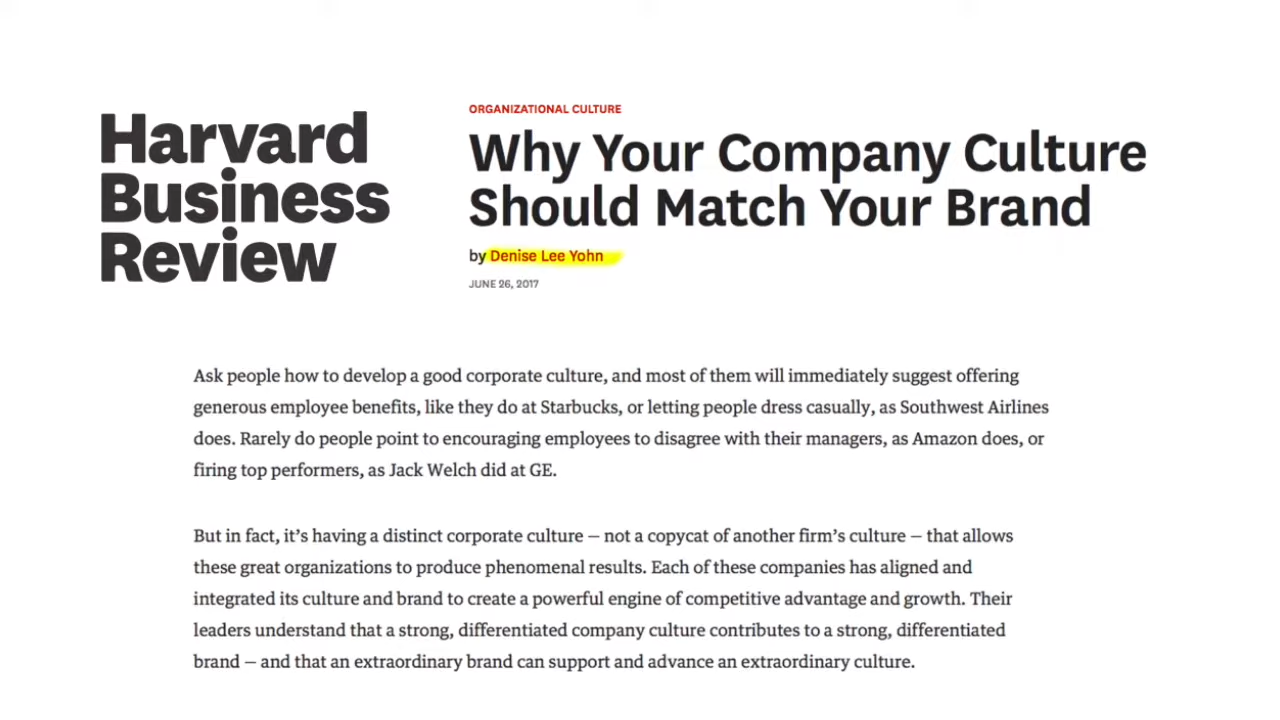 Harvard
Business
Review
ORGANIZATIONAL CULTURE
Why Your Company Culture
Should Match Your Brand
by Denise Lee Yohn
JUNE 26, 2017
Ask people how to develop a good corporate culture, and most of them will immediately suggest offering
generous employee benefits, like they do at Starbucks, or letting people dress casually, as Southwest Airlines
does. Rarely do people point to encouraging employees to disagree with their managers, as Amazon does, or
firing top performers, as Jack Welch did at GE.
But in fact, it’s having a distinct corporate culture – not a copycat of another firm’s culture – that allows
these great organizations to produce phenomenal results. Each of these companies has aligned and
integrated its culture and brand to create a powerful engine of competitive advantage and growth. Their
leaders understand that a strong, differentiated company culture contributes to a strong, differentiated
brand – and that an extraordinary brand can support and advance an extraordinary culture.